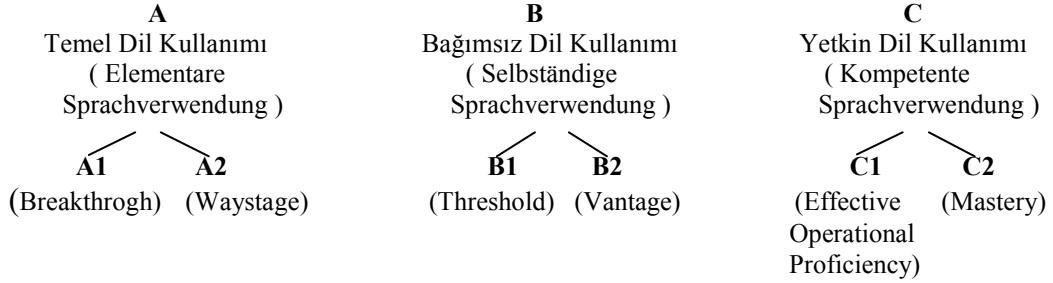 A
Temel Dil Kullanımı
( Elementare
Sprachverwendung )
A1 A2
(Breakthrogh) (Waystage)
B
Bağımsız Dil Kullanımı
( Selbständige
Sprachverwendung )
B1 B2
(Threshold) (Vantage)
C
Yetkin Dil Kullanımı
( Kompetente
Sprachverwendung )
C1 C2
(Effective (Mastery)
Operational
Proficiency)